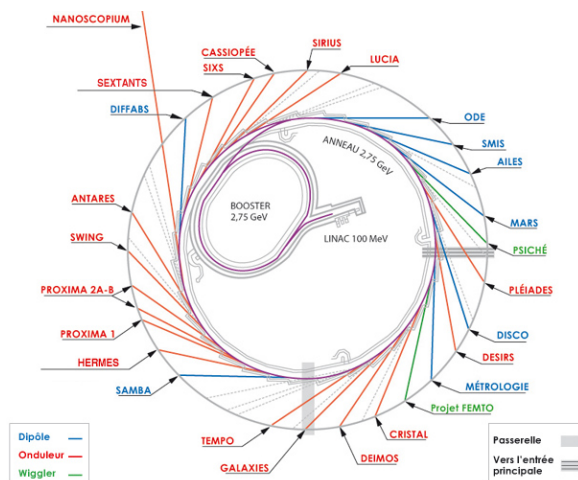 NANOSCOPIUM
CASSIOPÉE
SIRIUS
SIXS
LUCIA
SEXTANTS
DIFFABS
ODE
SMIS
AILES
ANNEAU 2,75 GeV
BOOSTER
2,75 GeV
LINAC 100 MeV
ANTARES
MARS
SWING
PSICHÉ
PROXIMA 2A-B
PLÉIADES
PROXIMA 1
DISCO
HERMES
DESIRS
SAMBA
MÉTROLOGIE
Projet FEMTO
TEMPO
CRISTAL
GALAXIES
DEIMOS
Dipôle
Onduleur
Wiggler
Passerelle
Vers l'entrée
principale